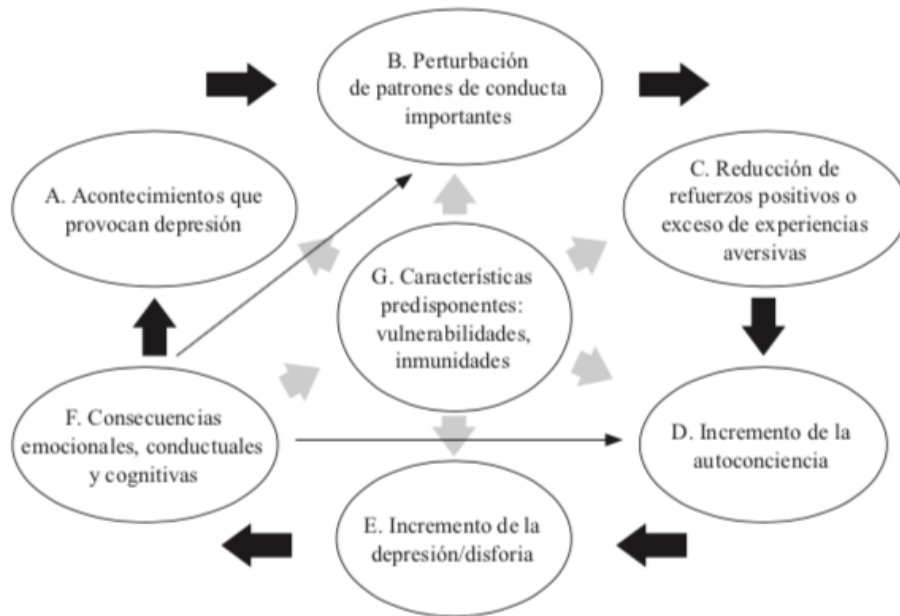 B. Perturbación
de patrones de conducta
importantes
A. Acontecimientos que
provocan depresión
C. Reducción de
refuerzos positivos o
exceso de experiencias
aversivas
G. Características
predisponentes:
vulnerabilidades,
inmunidades
F. Consecuencias
emocionales, conductuales
y cognitivas
D. Incremento de la
autoconciencia
E. Incremento de la
depresión/disforia